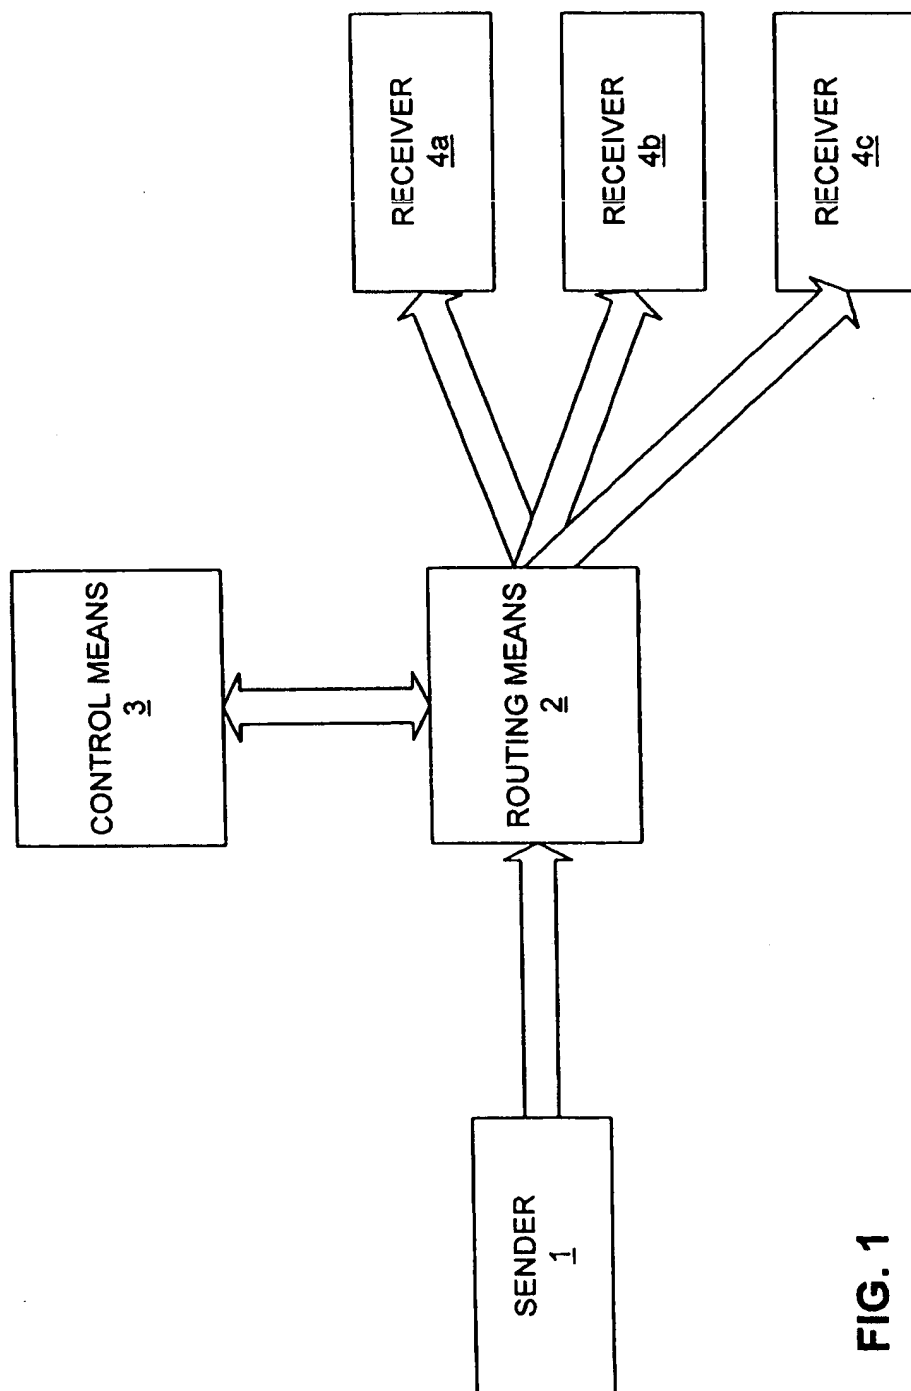 CONTROL MEANS
3
RECEIVER
4a
SENDER
1
ROUTING MEANS
2
RECEIVER
4b
RECEIVER
4c
FIG. 1